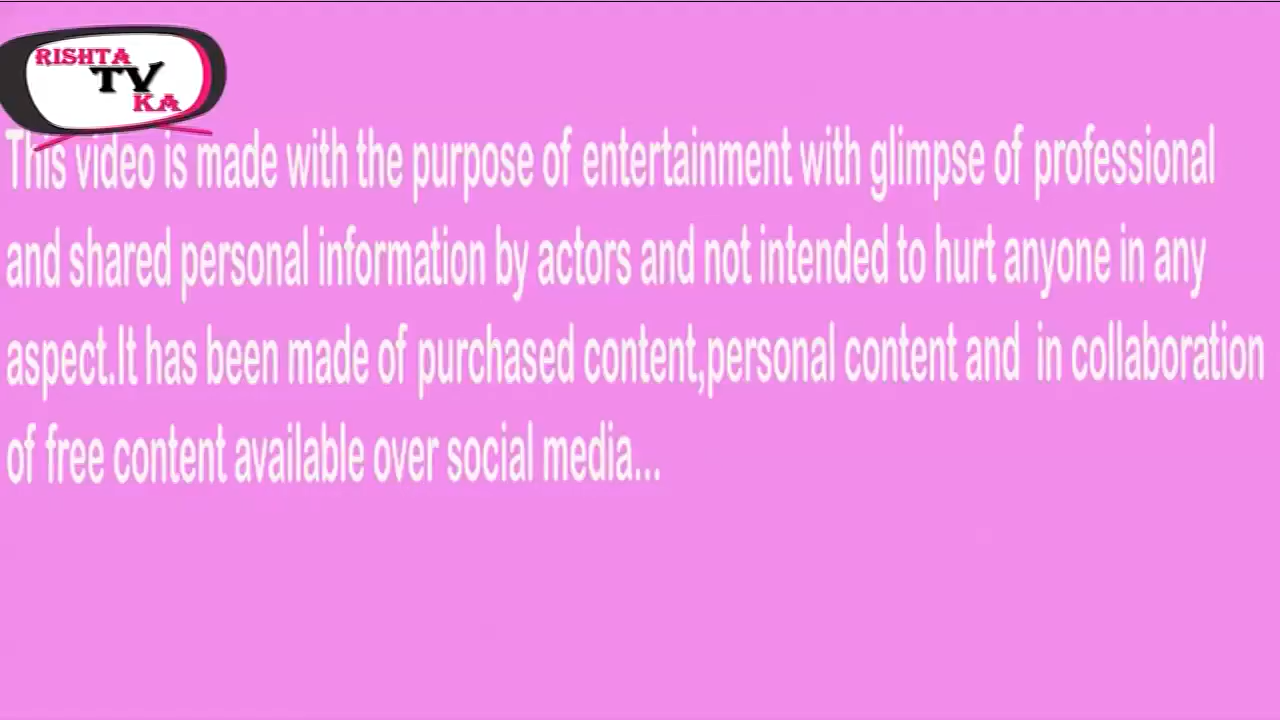 RISHTA
TV
KA
This video is made with the purpose of entertainment with glimpse of professional
and shared personal information by actors and not intended to hurt anyone in any
aspect.It has been made of purchased content,personal content and in collaboration
of free content available over social media...